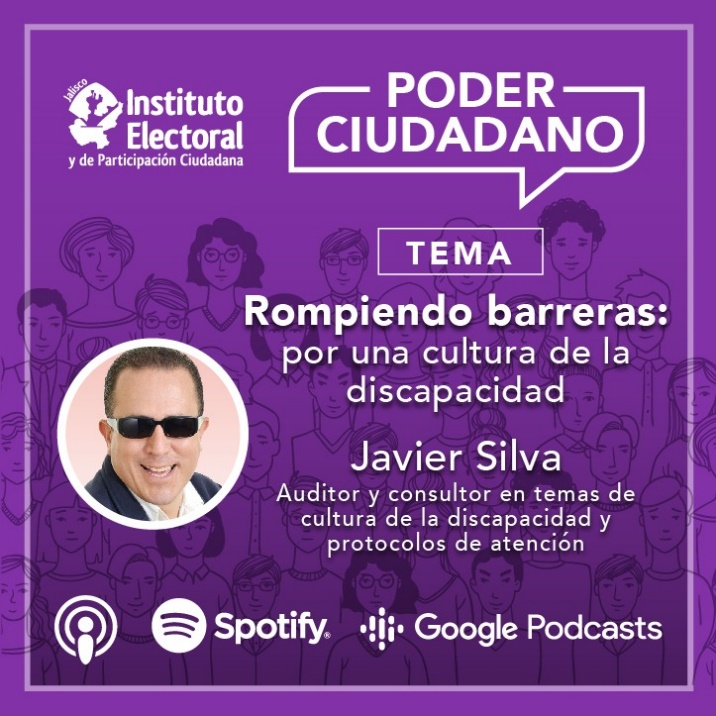 Jalisco
Instituto
Electoral
y de Participación Ciudadana
PODER
CIUDADANO
TEMA
Rompiendo barreras:
por una cultura de la
discapacidad
Javier Silva
Auditor y consultor en temas de
cultura de la discapacidad y
protocolos de atención
Spotify®
Google Podcasts